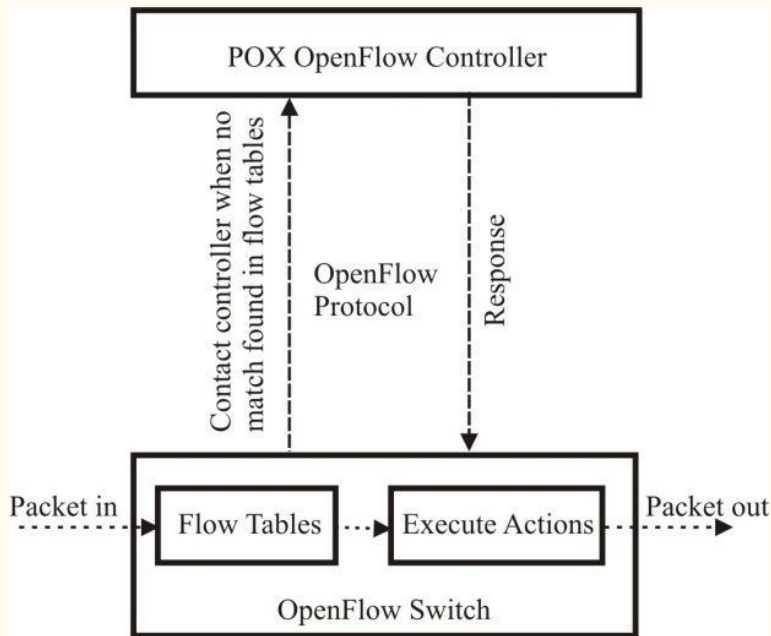 POX OpenFlow Controller
Contact controller when no
match found in flow tables
OpenFlow
Protocol
Response
Packet in
Flow Tables
Execute Actions
Packet out
OpenFlow Switch